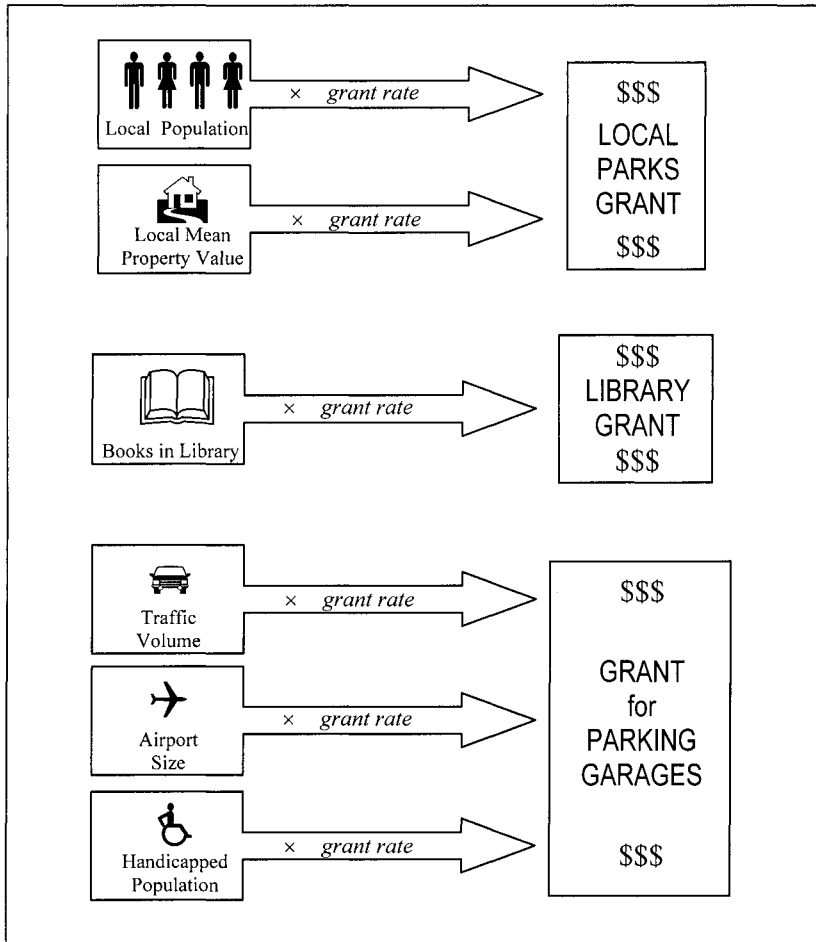 Local Population
× grant rate
Local Mean
Property Value
× grant rate
$$$
LOCAL
PARKS
GRANT
$$$
Books in Library
× grant rate
$$$
LIBRARY
GRANT
$$$
Traffic
Volume
× grant rate
Airport
Size
× grant rate
Handicapped
Population
× grant rate
$$$
GRANT
for
PARKING
GARAGES
$$$